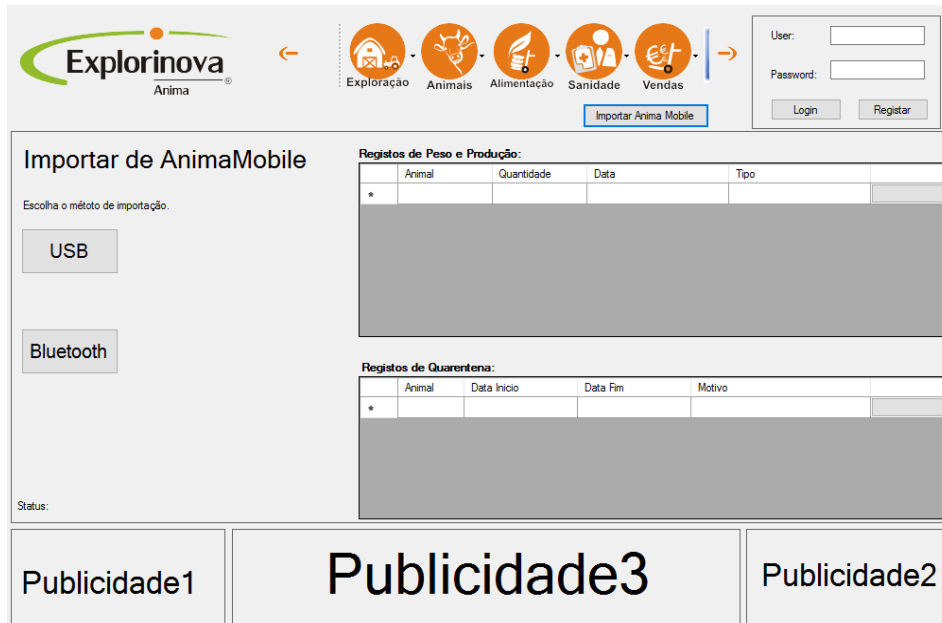 Explorinova
Anima
®
Exploração
Animais
Alimentação
Sanidade
Vendas
Importar Anima Mobile
User:
Password:
Login
Registar
Importar de AnimaMobile
Escolha o métoto de importação.
USB
Bluetooth
Status:
Registos de Peso e Produção:
Animal Quantidade Data Tipo
*
Registos de Quarentena:
Animal Data Inicio Data Fim Motivo
*
Publicidade1
Publicidade3
Publicidade2